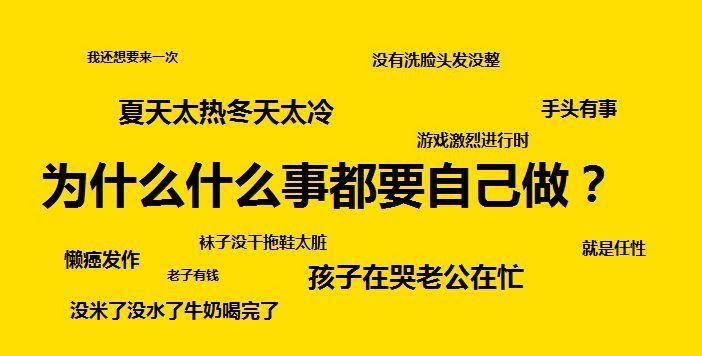 我还想要来一次
没有洗脸头发没整
夏天太热冬天太冷
手头有事
游戏激烈进行时
为什么什么事都要自己做？
袜子没干拖鞋太脏
就是任性
懒癌发作
老子有钱
孩子在哭老公在忙
没米了没水了牛奶喝完了